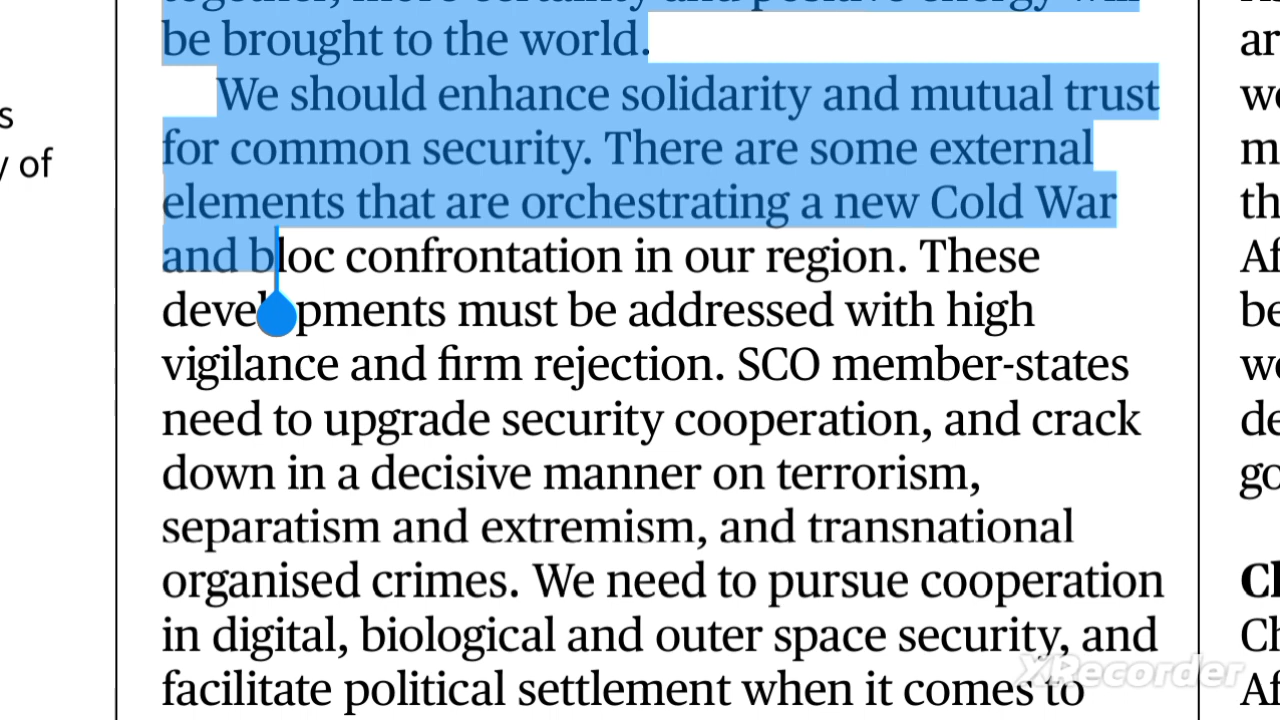 be brought to the world.
We should enhance solidarity and mutual trust
for common security. There are some external
elements that are orchestrating a new Cold War
and bloc confrontation in our region. These
developments must be addressed with high
vigilance and firm rejection. SCO member-states
need to upgrade security cooperation, and crack
down in a decisive manner on terrorism,
separatism and extremism, and transnational
organised crimes. We need to pursue cooperation
in digital, biological and outer space security, and
facilitate political settlement when it comes to
of
XRecorder